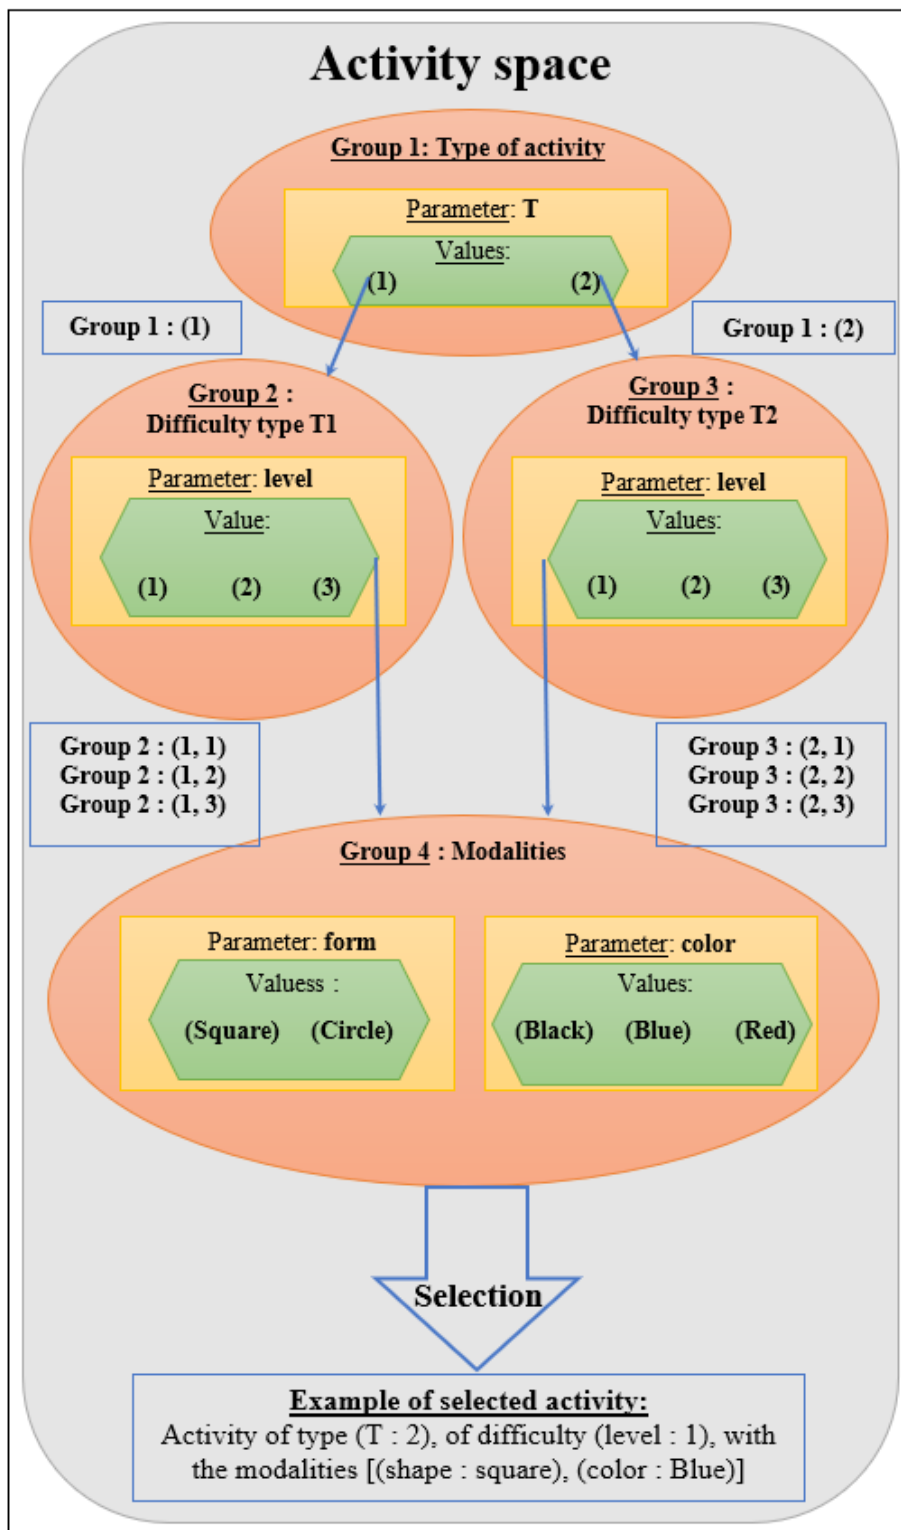 Activity space
Group 1: Type of activity
Parameter: T
Values:
(1) (2)
Group 1 : (1)
Group 1 : (2)
Group 2 :
Difficulty type T1
Parameter: level
Value:
(1) (2) (3)
Group 3 :
Difficulty type T2
Parameter: level
Values:
(1) (2) (3)
Group 2 : (1, 1)
Group 2 : (1, 2)
Group 2 : (1, 3)
Group 3 : (2, 1)
Group 3 : (2, 2)
Group 3 : (2, 3)
Group 4 : Modalities
Parameter: form
Valuess :
(Square) (Circle)
Parameter: color
Values:
(Black) (Blue) (Red)
Selection
Example of selected activity:
Activity of type (T : 2), of difficulty (level : 1), with
the modalities [(shape : square), (color : Blue)]